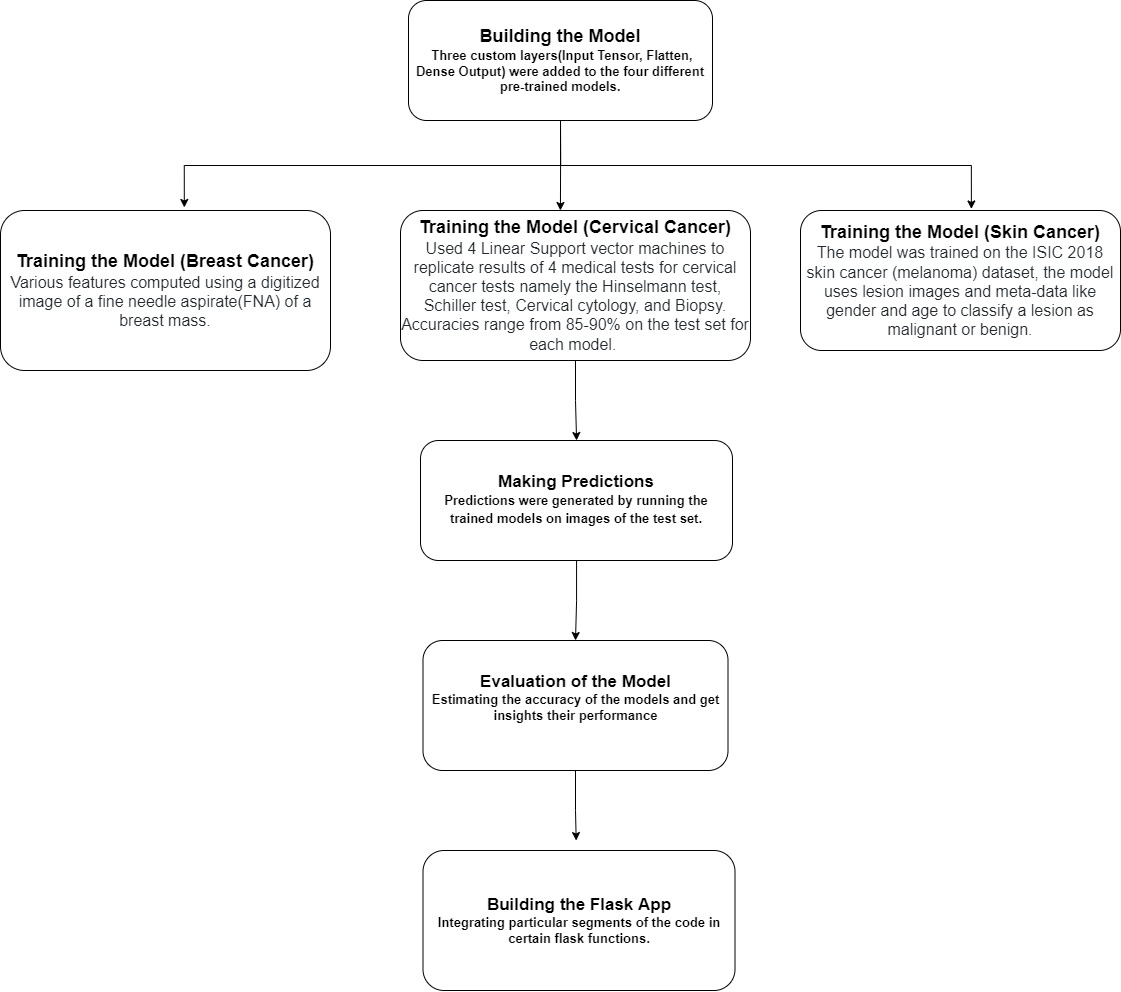 Building the Model
Three custom layers(Input Tensor, Flatten,
Dense Output) were added to the four different
pre-trained models.
Training the Model (Breast Cancer)
Various features computed using a digitized
image of a fine needle aspirate(FNA) of a
breast mass.
Training the Model (Cervical Cancer)
Used 4 Linear Support vector machines to
replicate results of 4 medical tests for cervical
cancer tests namely the Hinselmann test,
Schiller test, Cervical cytology, and Biopsy.
Accuracies range from 85-90% on the test set for
each model.
Training the Model (Skin Cancer)
The model was trained on the ISIC 2018
skin cancer (melanoma) dataset, the model
uses lesion images and meta-data like
gender and age to classify a lesion as
malignant or benign.
Making Predictions
Predictions were generated by running the
trained models on images of the test set.
Evaluation of the Model
Estimating the accuracy of the models and get
insights their performance
Building the Flask App
Integrating particular segments of the code in
certain flask functions.